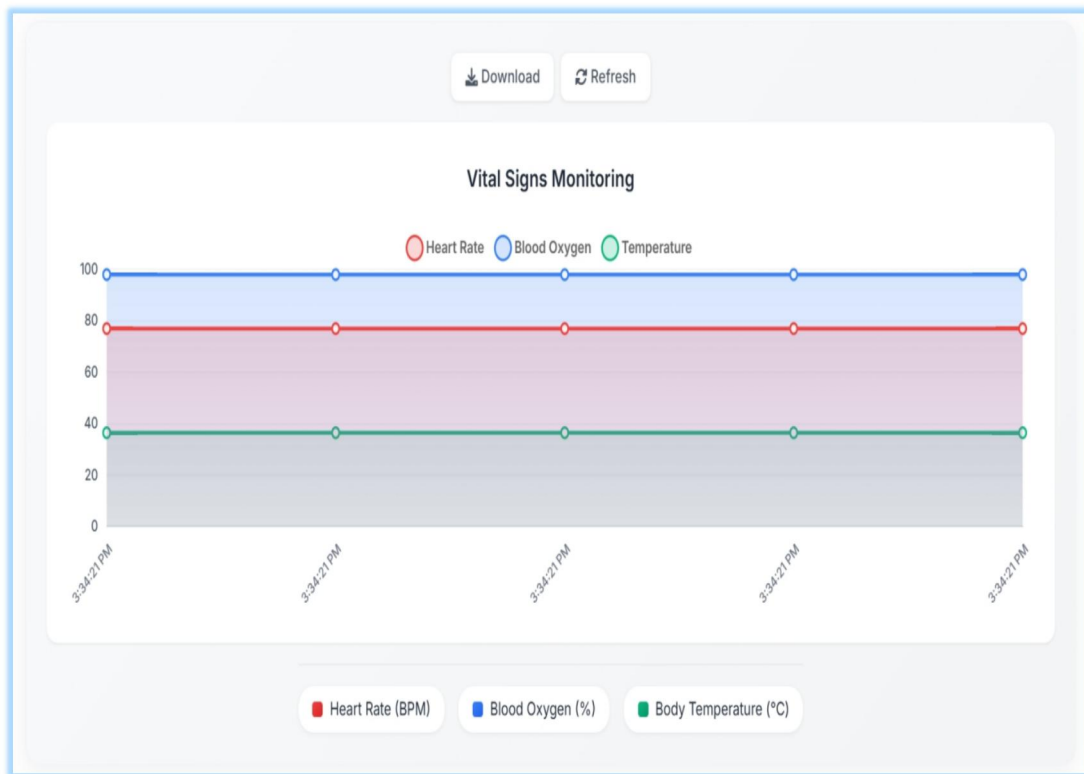 Download Refresh
Vital Signs Monitoring
Heart Rate Blood Oxygen Temperature
100
80
60
40
20
0
3:34:21 PM 3:34:21 PM 3:34:21 PM 3:34:21 PM 3:34:21 PM
Heart Rate (BPM) Blood Oxygen (%) Body Temperature (°C)